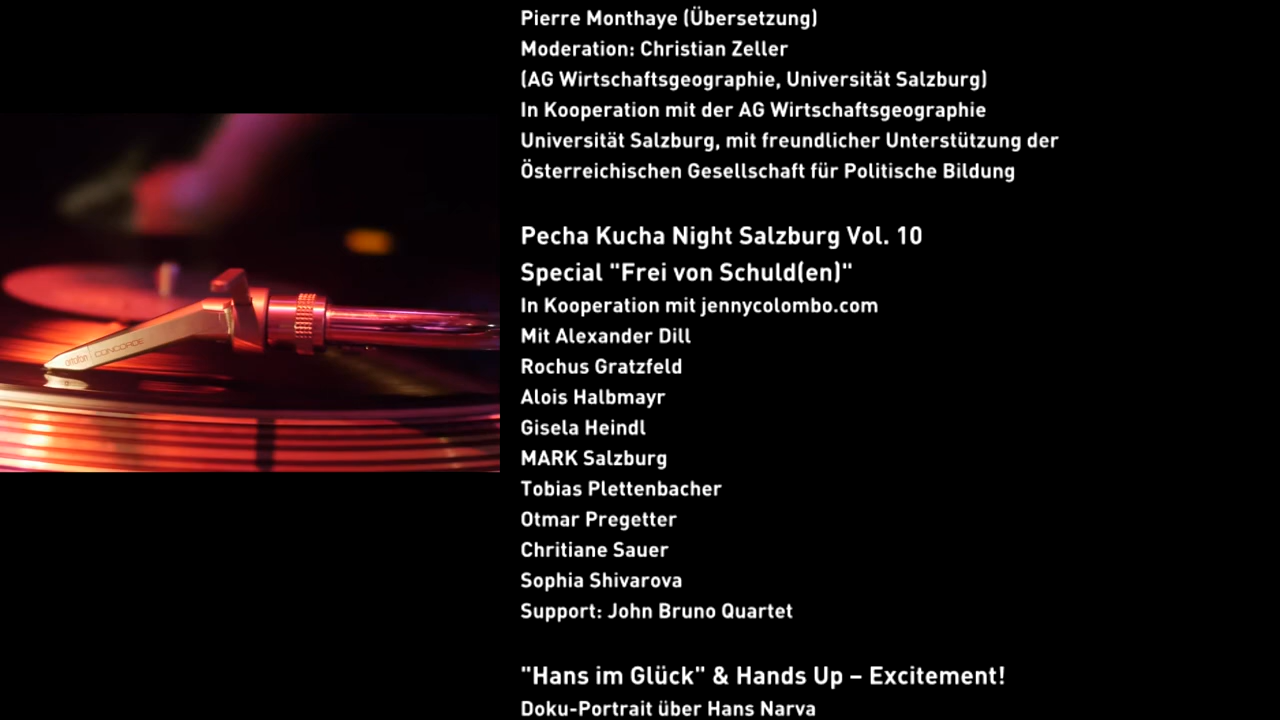 Pierre Monthaye (Übersetzung)
Moderation: Christian Zeller
(AG Wirtschaftsgeographie, Universität Salzburg)
In Kooperation mit der AG Wirtschaftsgeographie
Universität Salzburg, mit freundlicher Unterstützung der
Österreichischen Gesellschaft für Politische Bildung
Pecha Kucha Night Salzburg Vol. 10
Special "Frei von Schuld(en)"
In Kooperation mit jennycolombo.com
Mit Alexander Dill
Rochus Gratzfeld
Alois Halbmayr
Gisela Heindl
MARK Salzburg
Tobias Plettenbacher
Otmar Pregetter
Chritiane Sauer
Sophia Shivarova
Support: John Bruno Quartet
"Hans im Glück" & Hands Up – Excitement!
Doku-Portrait über Hans Narva
ortofon CONCORDE